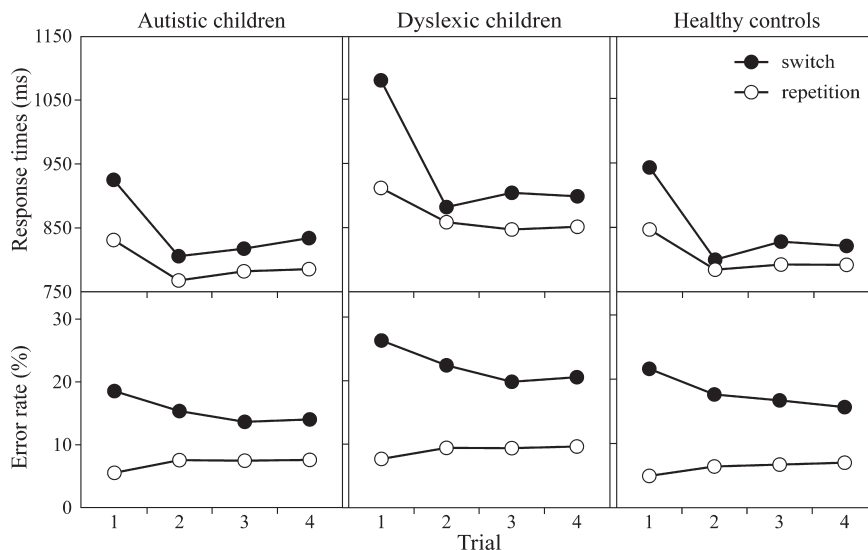 Autistic children Dyslexic children Healthy controls
1150
1050
950
850
750
Response times (ms)
switch
repetition
30
20
10
0
Error rate (%)
1 2 3 4 1 2 3 4 1 2 3 4
Trial